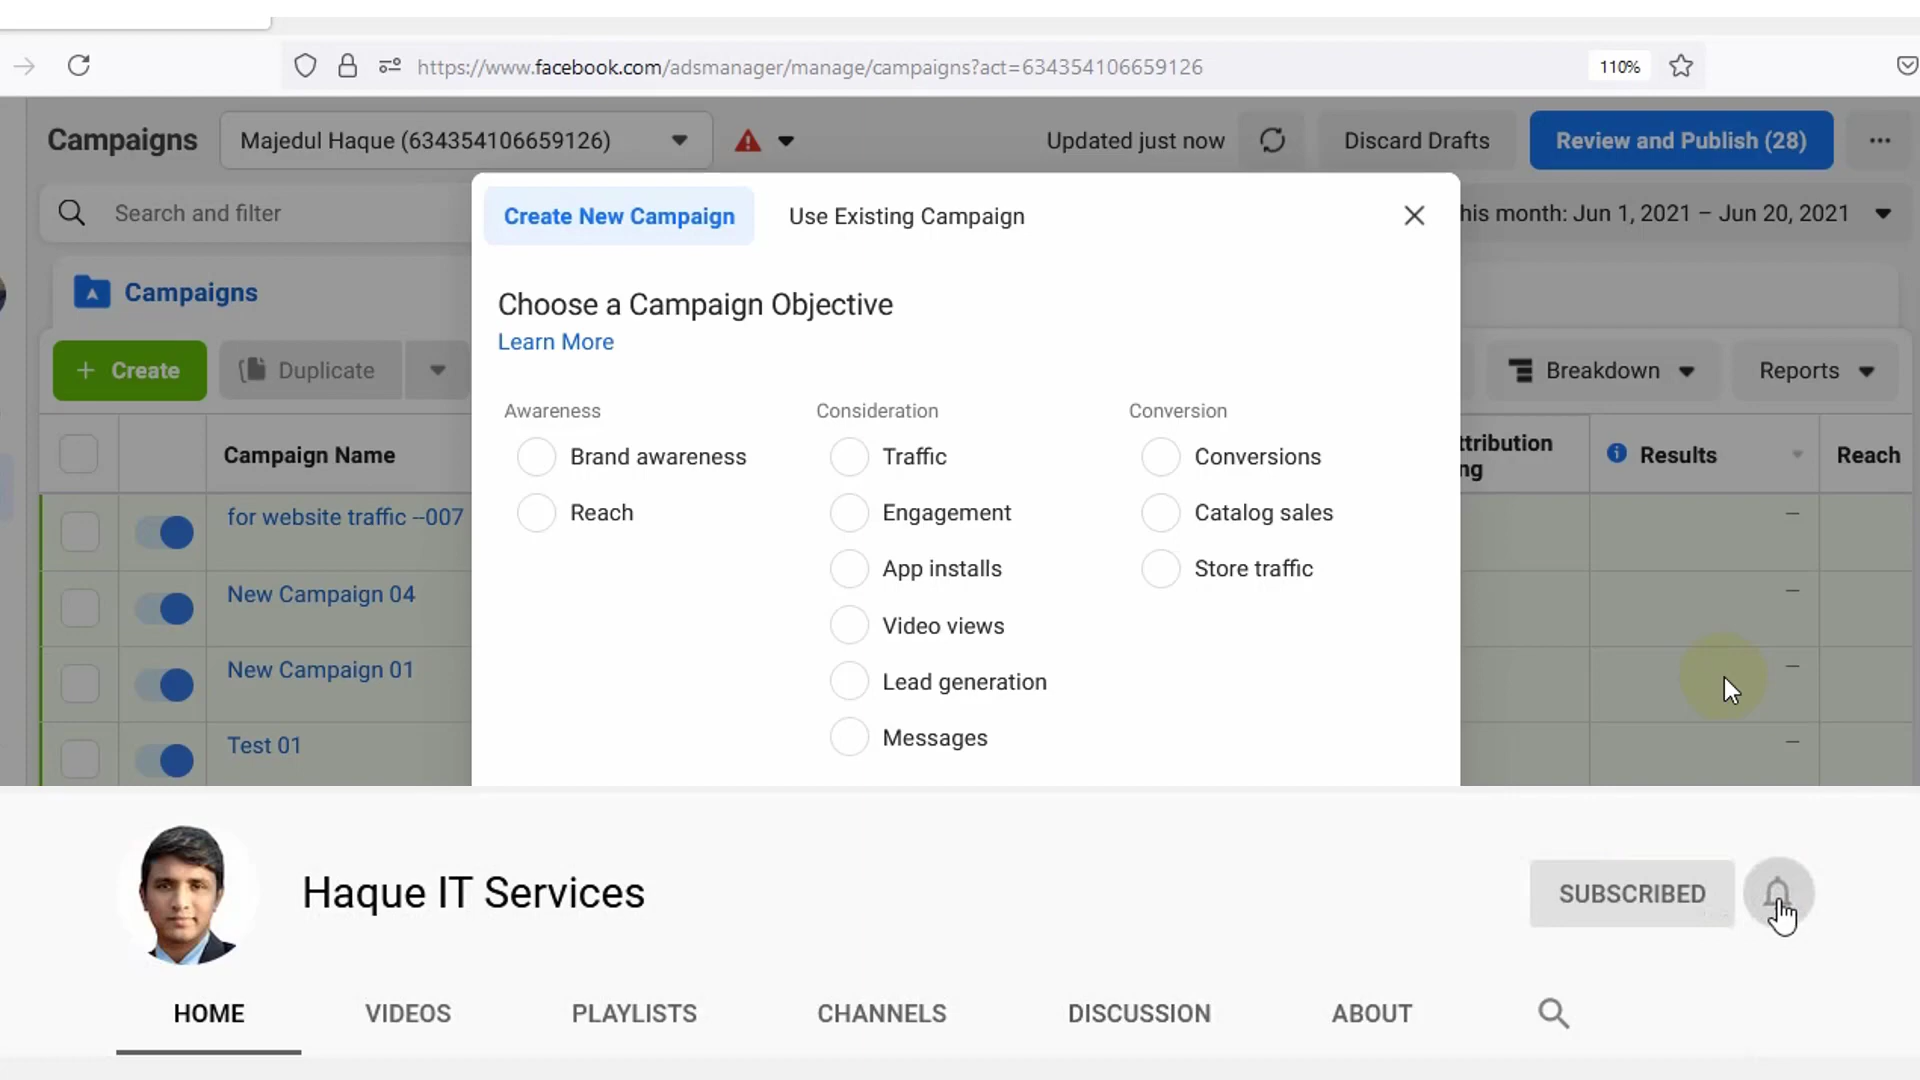 https://www.facebook.com/adsmanager/manage/campaigns?act=634354106659126
110%
Campaigns
Majedul Haque (634354106659126)
Updated just now
Discard Drafts
Review and Publish (28)
Search and filter
Create New Campaign
Use Existing Campaign
his month: Jun 1, 2021 – Jun 20, 2021
Campaigns
Choose a Campaign Objective
Learn More
+ Create
Duplicate
Breakdown
Reports
Awareness
Consideration
Conversion
Brand awareness
Traffic
Conversions
Reach
Engagement
Catalog sales
App installs
Store traffic
Video views
Lead generation
Messages
Campaign Name
ttribution
ng
Results
Reach
for website traffic --007
–
New Campaign 04
–
New Campaign 01
–
Test 01
–
Haque IT Services
SUBSCRIBED
HOME
VIDEOS
PLAYLISTS
CHANNELS
DISCUSSION
ABOUT